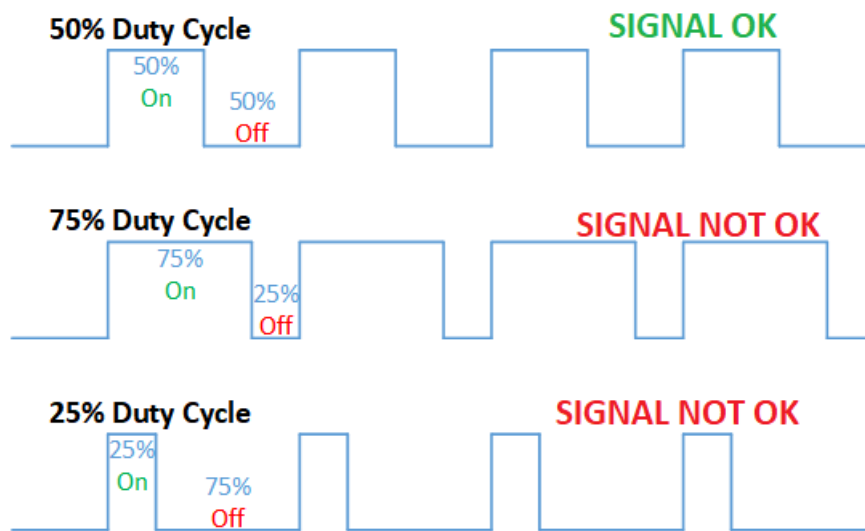 50% Duty Cycle
SIGNAL OK
50%
On
50%
Off
75% Duty Cycle
SIGNAL NOT OK
75%
On
25%
Off
25% Duty Cycle
SIGNAL NOT OK
25%
On
75%
Off